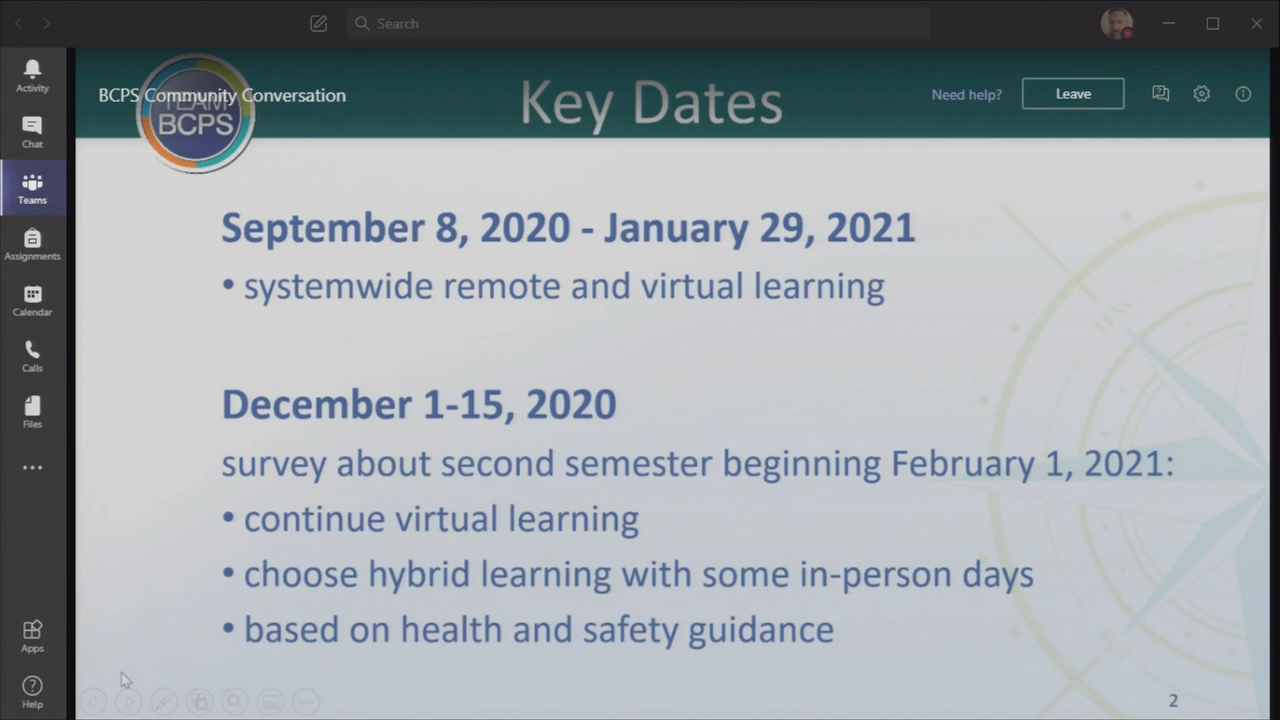 Search
Activity
Chat
Teams
Assignments
Calendar
Calls
Files
Apps
Help
BCPS Community Conversation
TEAM
BCPS
Key Dates
Need help?
Leave
September 8, 2020 - January 29, 2021
• systemwide remote and virtual learning
December 1-15, 2020
survey about second semester beginning February 1, 2021:
• continue virtual learning
• choose hybrid learning with some in-person days
• based on health and safety guidance
2